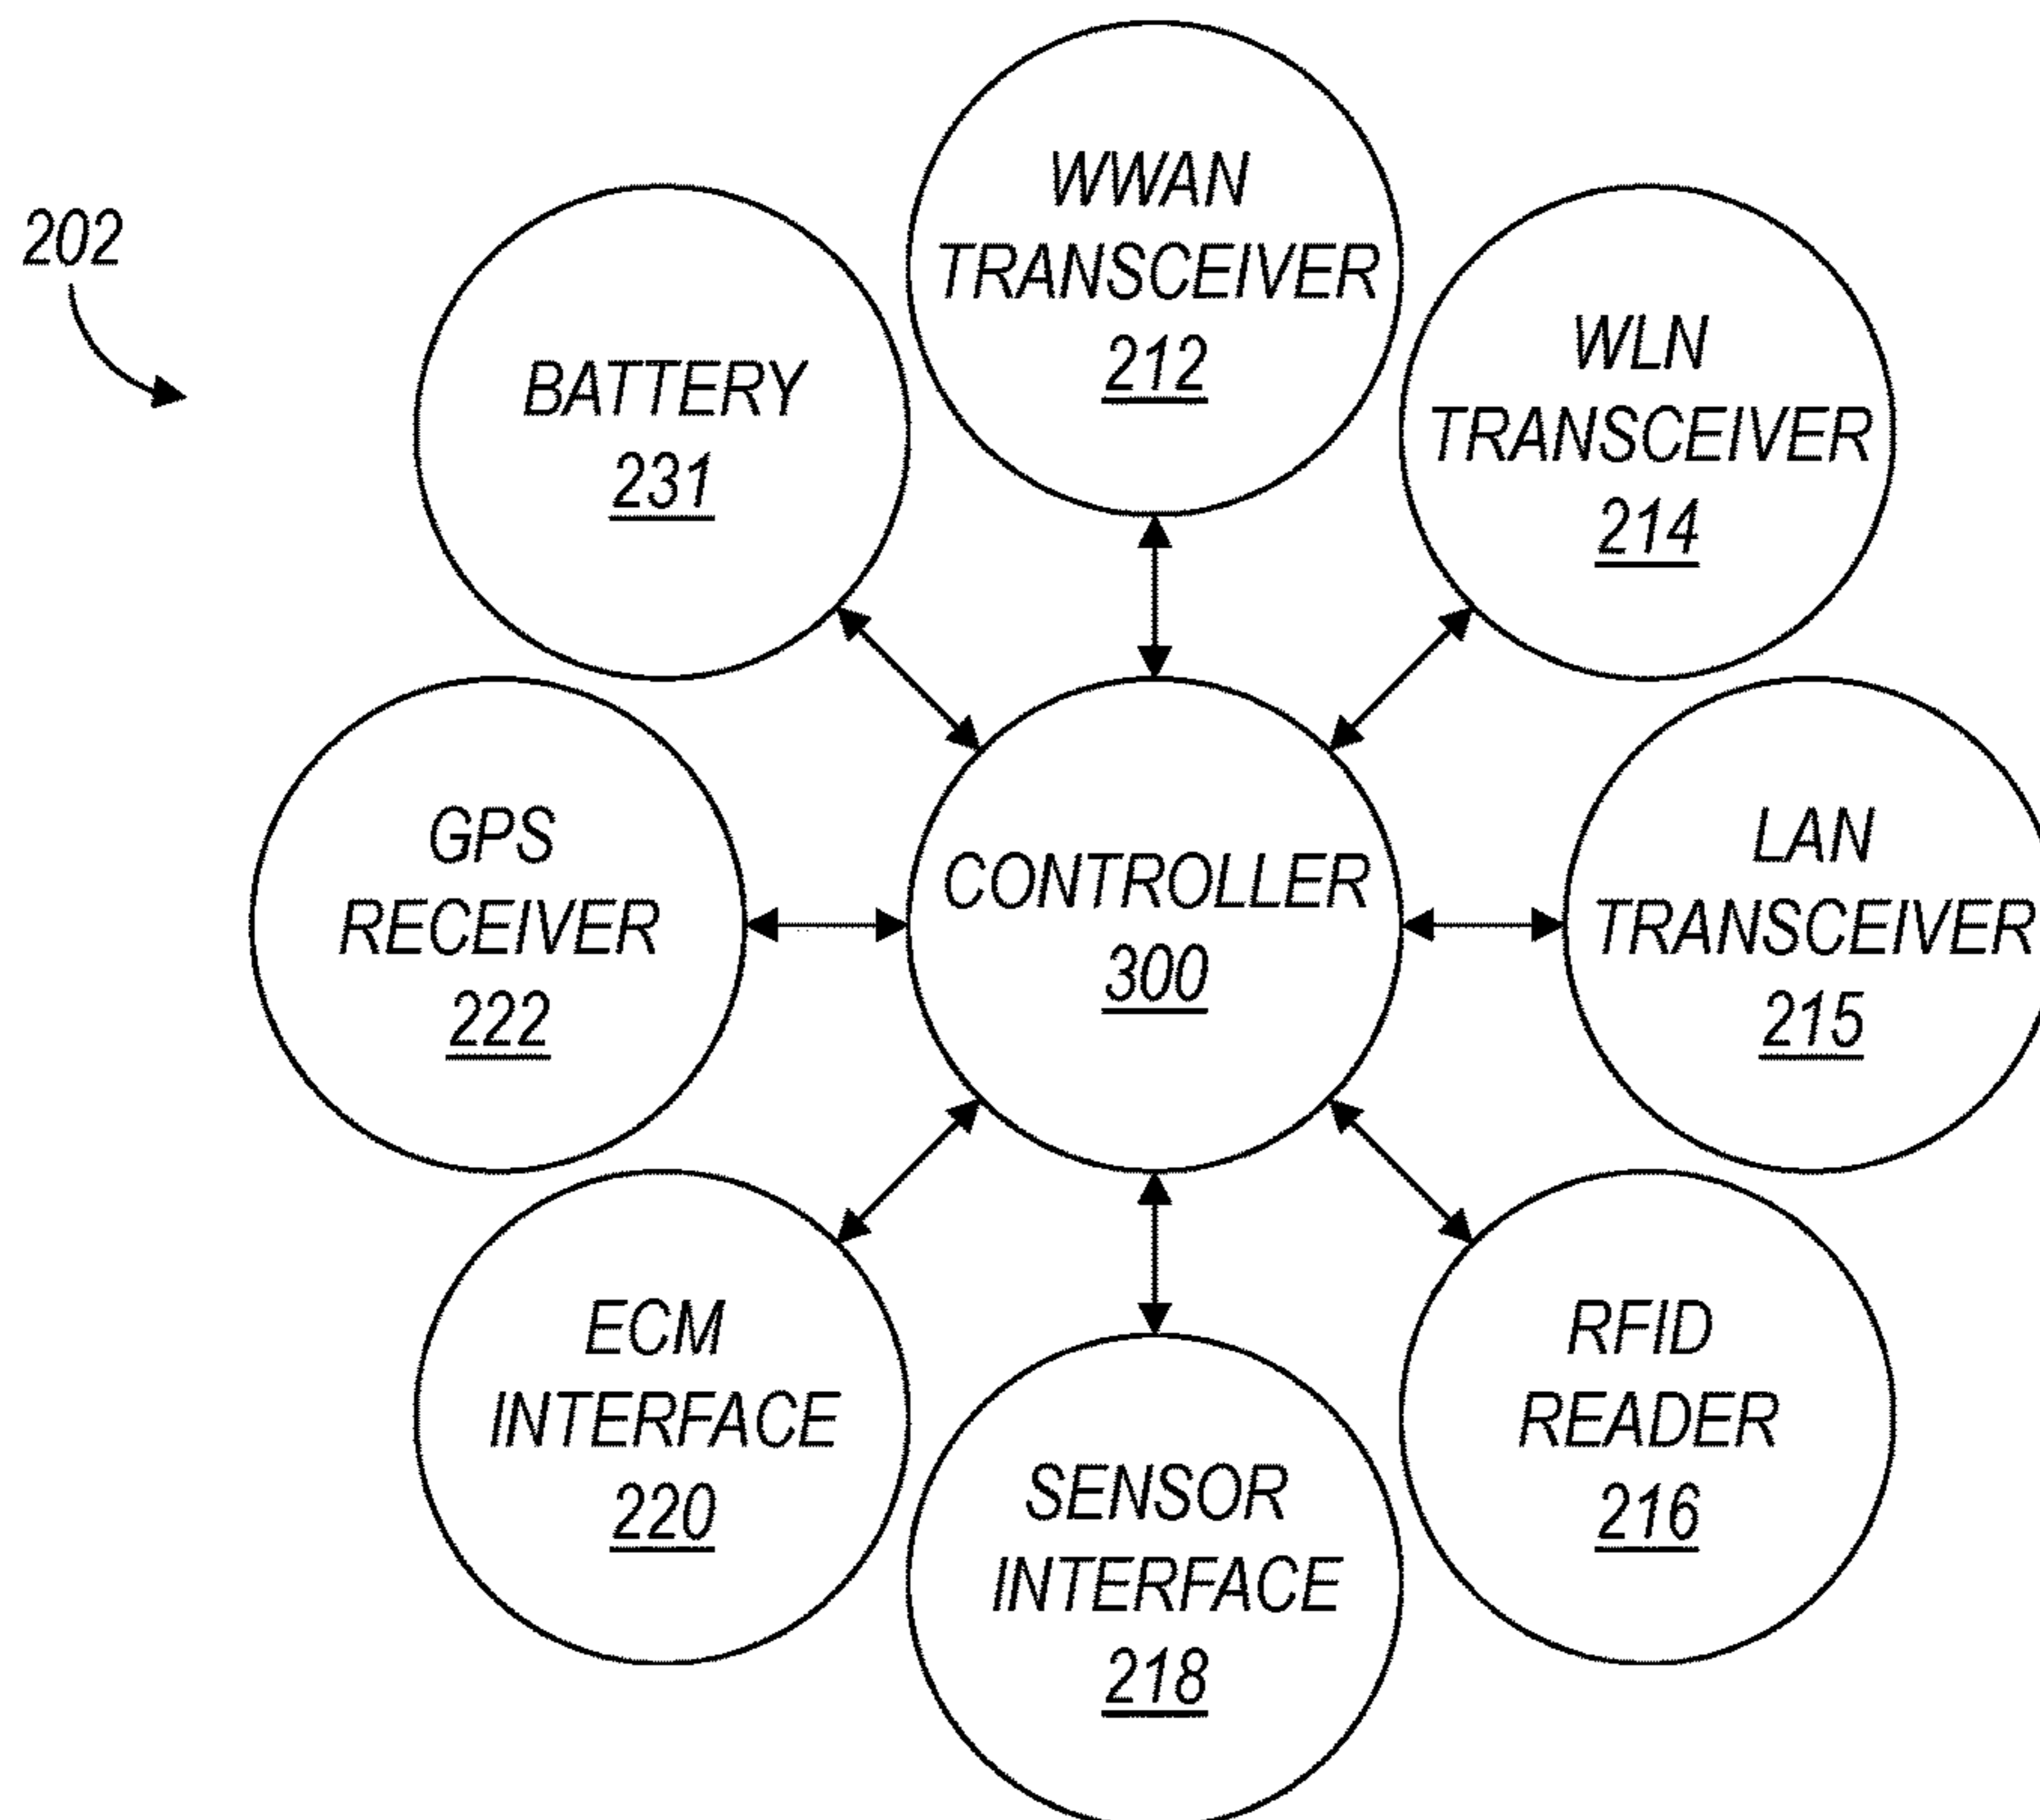 202
WWAN
TRANSCEIVER
212
BATTERY
231
WLN
TRANSCEIVER
214
GPS
RECEIVER
222
CONTROLLER
300
LAN
TRANSCEIVER
215
ECM
INTERFACE
220
SENSOR
INTERFACE
218
RFID
READER
216